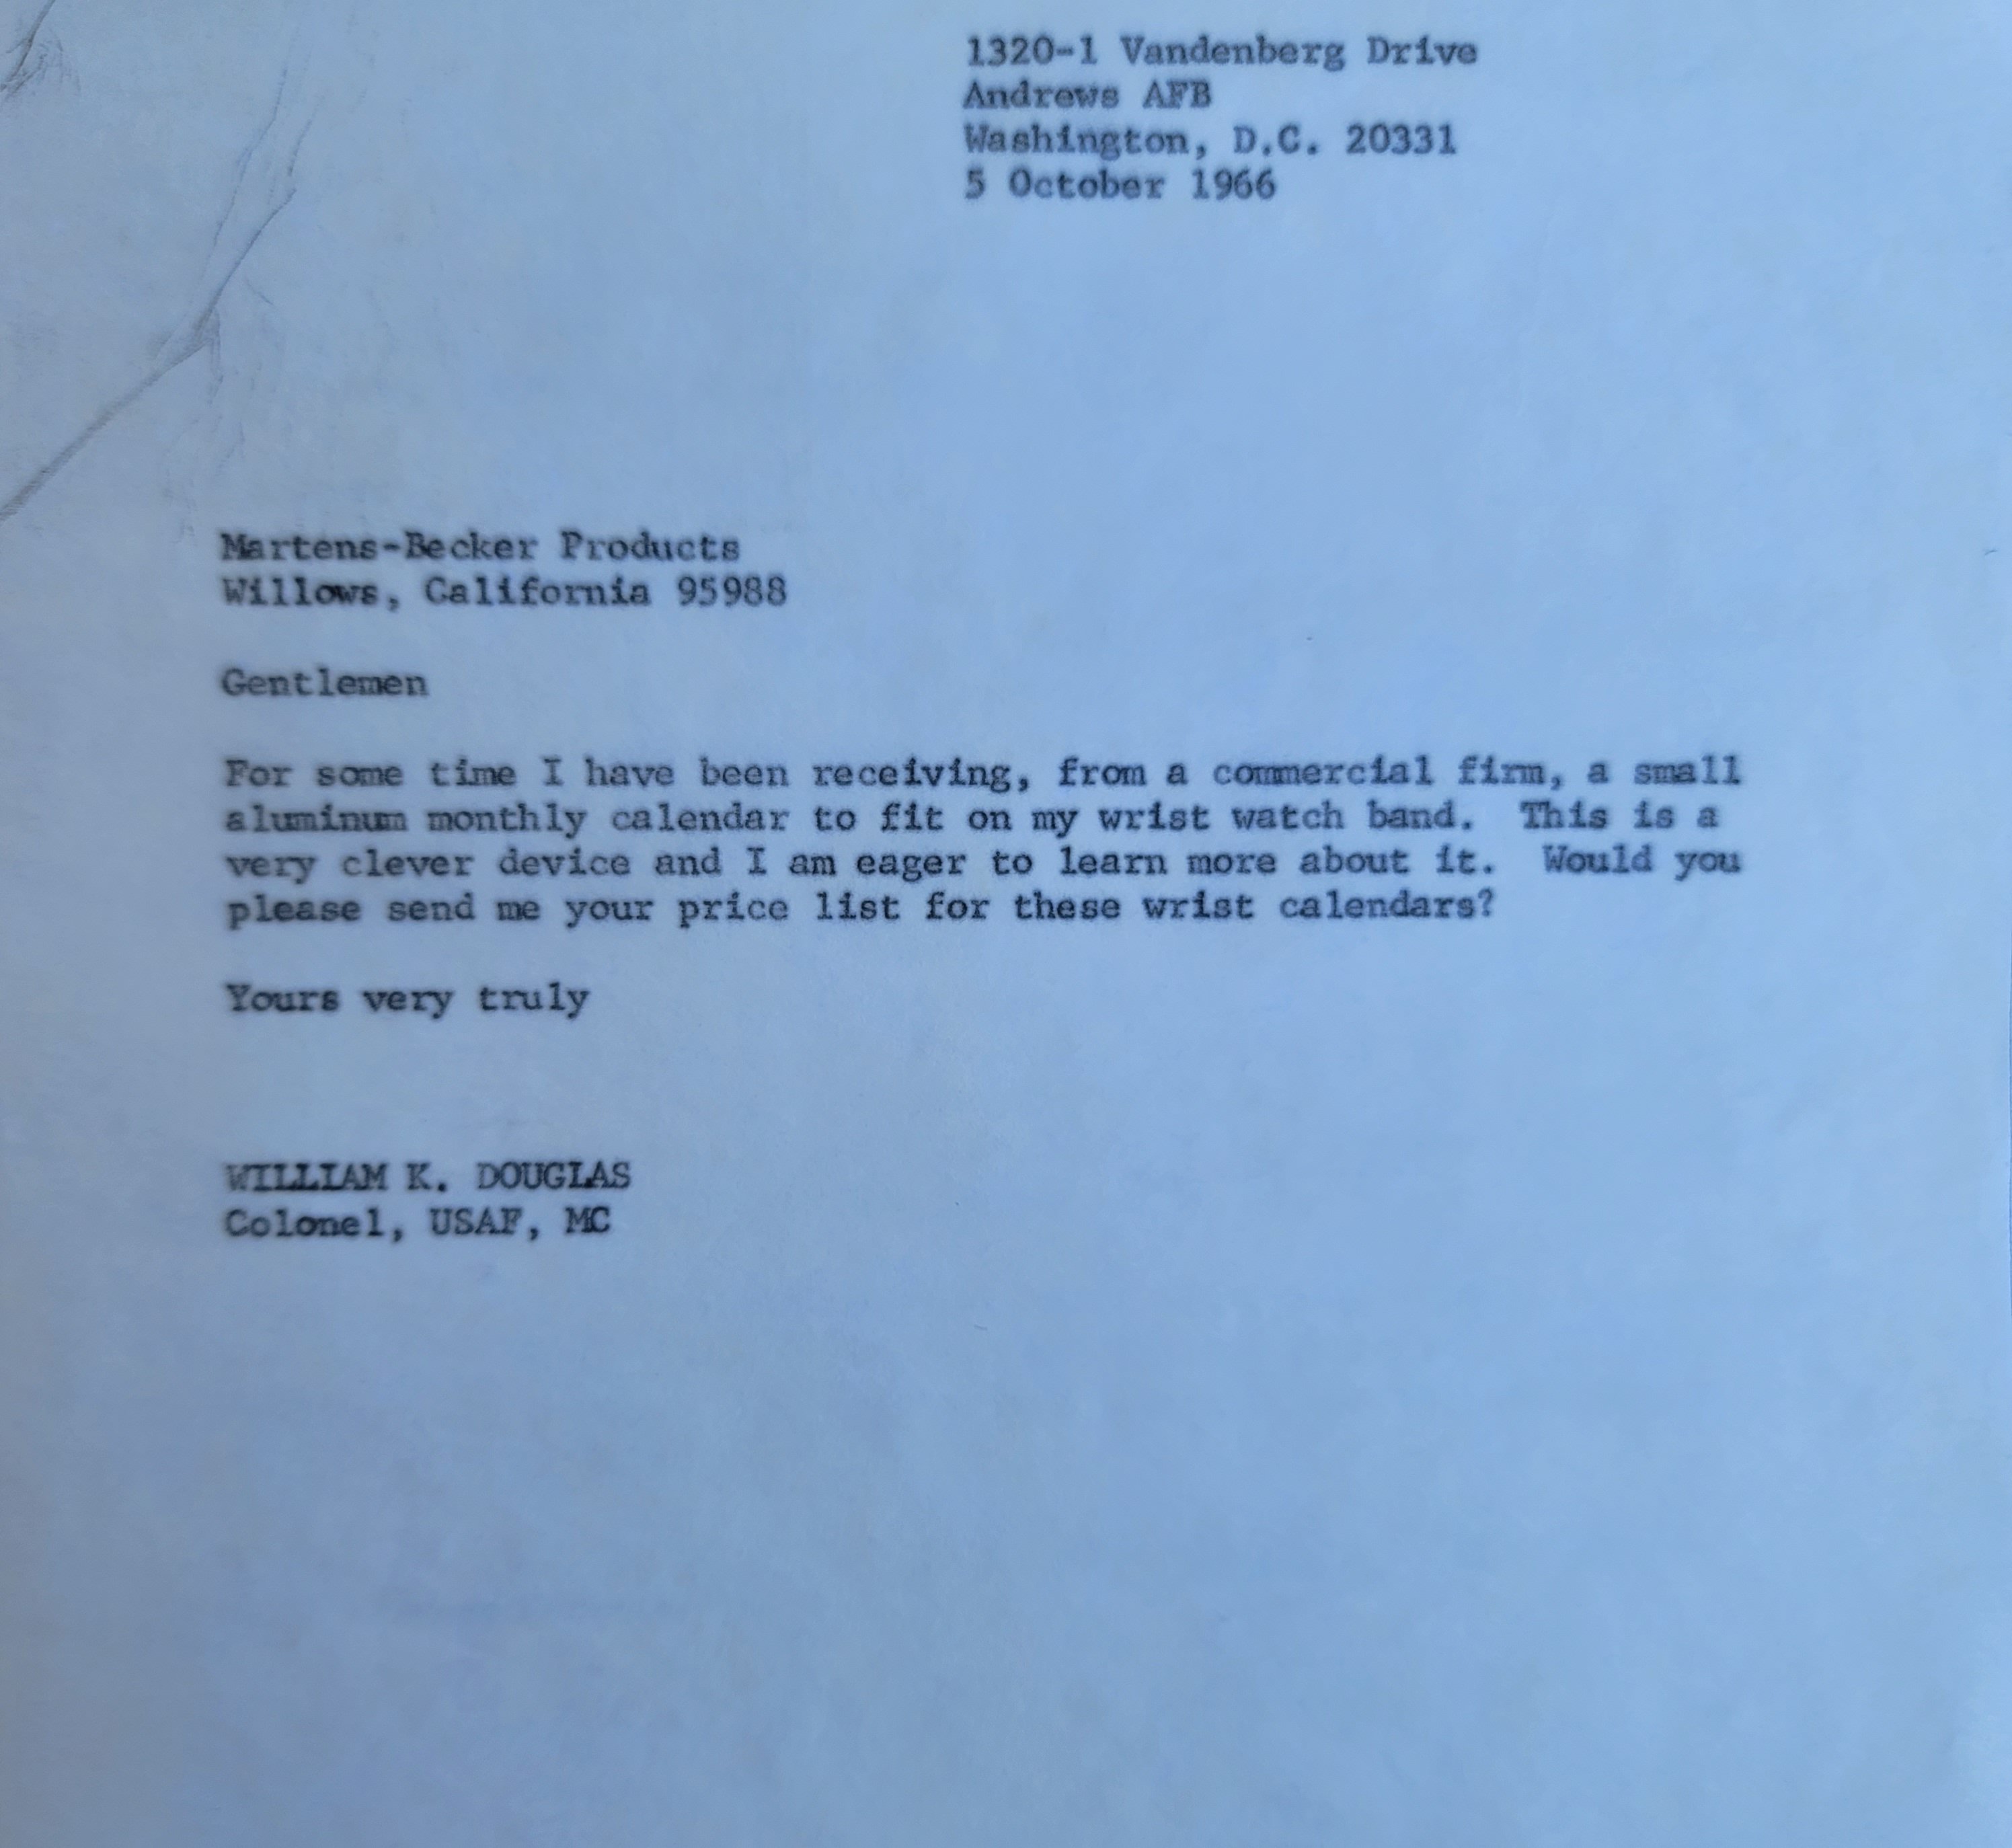 1320-1 Vandenberg Drive
Andrews AFB
Washington, D.C. 20331
5 October 1966
Martens-Becker Products
Willows, California 95988
Gentlemen
For some time I have been receiving, from a commercial firm, a small
aluminum monthly calendar to fit on my wrist watch band.  This is a
very clever device and I am eager to learn more about it.  Would you
please send me your price list for these wrist calendars?
Yours very truly
WILLIAM K. DOUGLAS
Colonel, USAF, MC